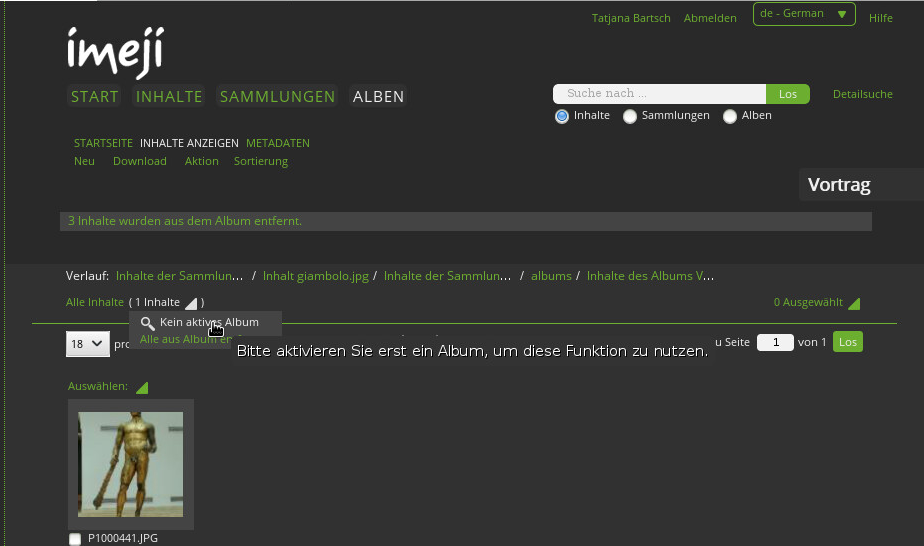 Tatjana Bartsch Abmelden de - German Hilfe
imeji
START INHALTE SAMMLUNGEN ALBEN
Suche nach ... Los Detailsuche
Inhalte Sammlungen Alben
STARTSEITE INHALTE ANZEIGEN METADATEN
Neu Download Aktion Sortierung
Vortrag
3 Inhalte wurden aus dem Album entfernt.
Verlauf: Inhalte der Sammlun... / Inhalt giambolo.jpg / Inhalte der Sammlun... / albums / Inhalte des Albums V...
Alle Inhalte ( 1 Inhalte ) 0 Ausgewählt
Kein aktives Album
Alle aus Album
18 Seite 1 von 1 Los
Bitte aktivieren Sie erst ein Album, um diese Funktion zu nutzen.
Auswählen:
P1000441.JPG